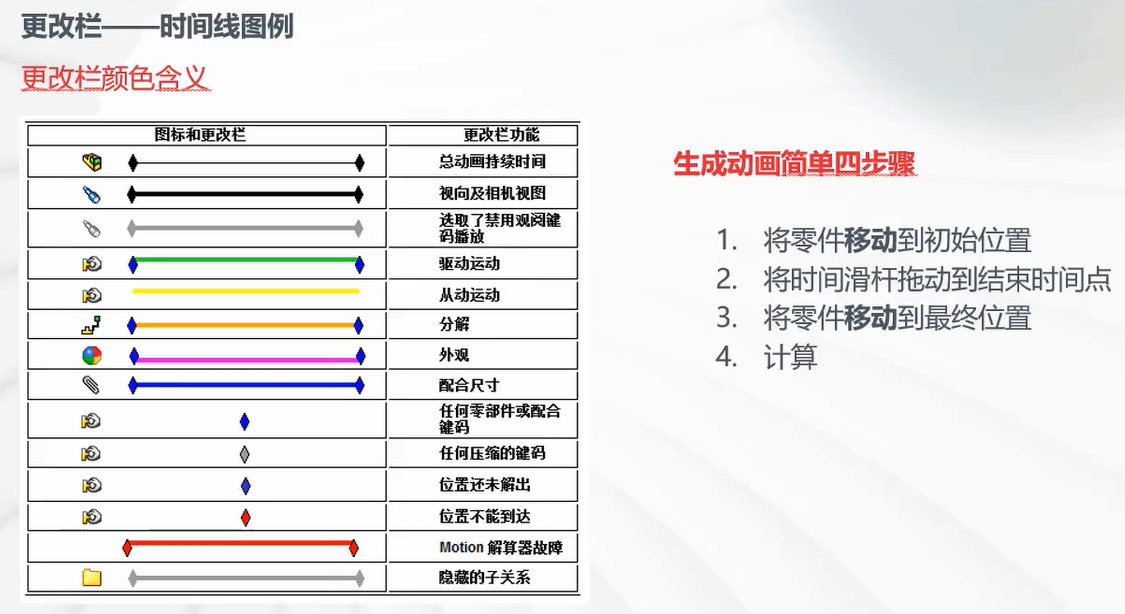 更改栏——时间线图例
更改栏颜色含义
图标和更改栏 更改栏功能
总动画持续时间
视向及相机视图
选取了禁用观阅键
码播放
驱动运动
从动运动
分解
外观
配合尺寸
任何零部件或配合
键码
任何压缩的键码
位置还未解出
位置不能到达
Motion 解算器故障
隐藏的子关系
生成动画简单四步骤
1. 将零件移动到初始位置
2. 将时间滑杆拖动到结束时间点
3. 将零件移动到最终位置
4. 计算